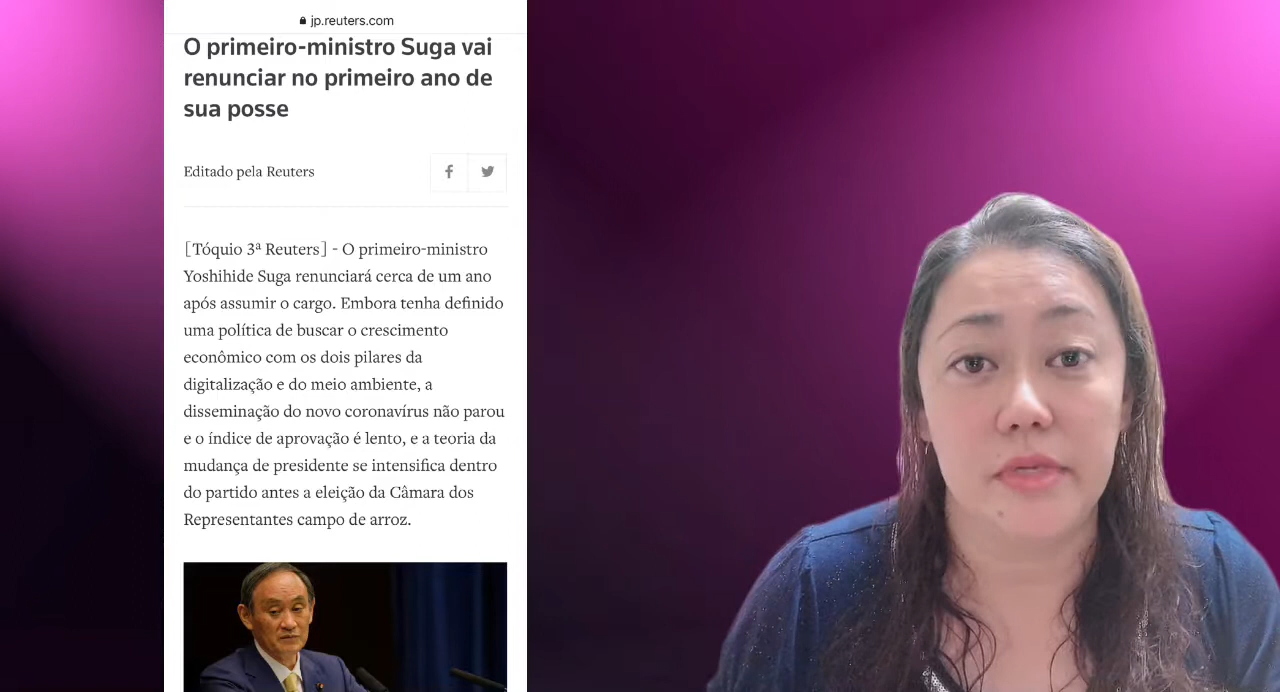 jp.reuters.com
O primeiro-ministro Suga vai
renunciar no primeiro ano de
sua posse
Editado pela Reuters
[Tóquio 3ª Reuters] - O primeiro-ministro
Yoshihide Suga renunciará cerca de um ano
após assumir o cargo. Embora tenha definido
uma política de buscar o crescimento
econômico com os dois pilares da
digitalização e do meio ambiente, a
disseminação do novo coronavírus não parou
e o índice de aprovação é lento, e a teoria da
mudança de presidente se intensifica dentro
do partido antes a eleição da Câmara dos
Representantes campo de arroz.